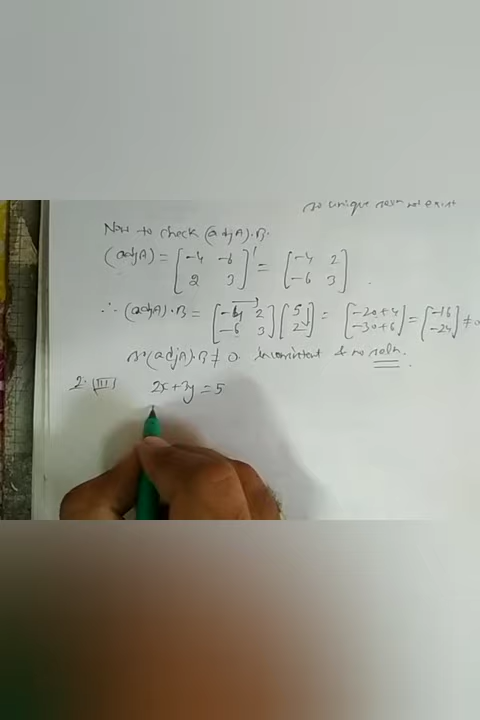 so unique soln not exist
Now to check (adjA).B.
(adjA) = [-4 -6; 2 3]' = [-4 2; -6 3].
∴ (adjA).B = [-4 2; -6 3] [5; 2] = [-20+4; -30+6] = [-16; -24] ≠ 0
(adjA).B ≠ 0. Inconsistent & no soln.
2. III 2x+3y=5